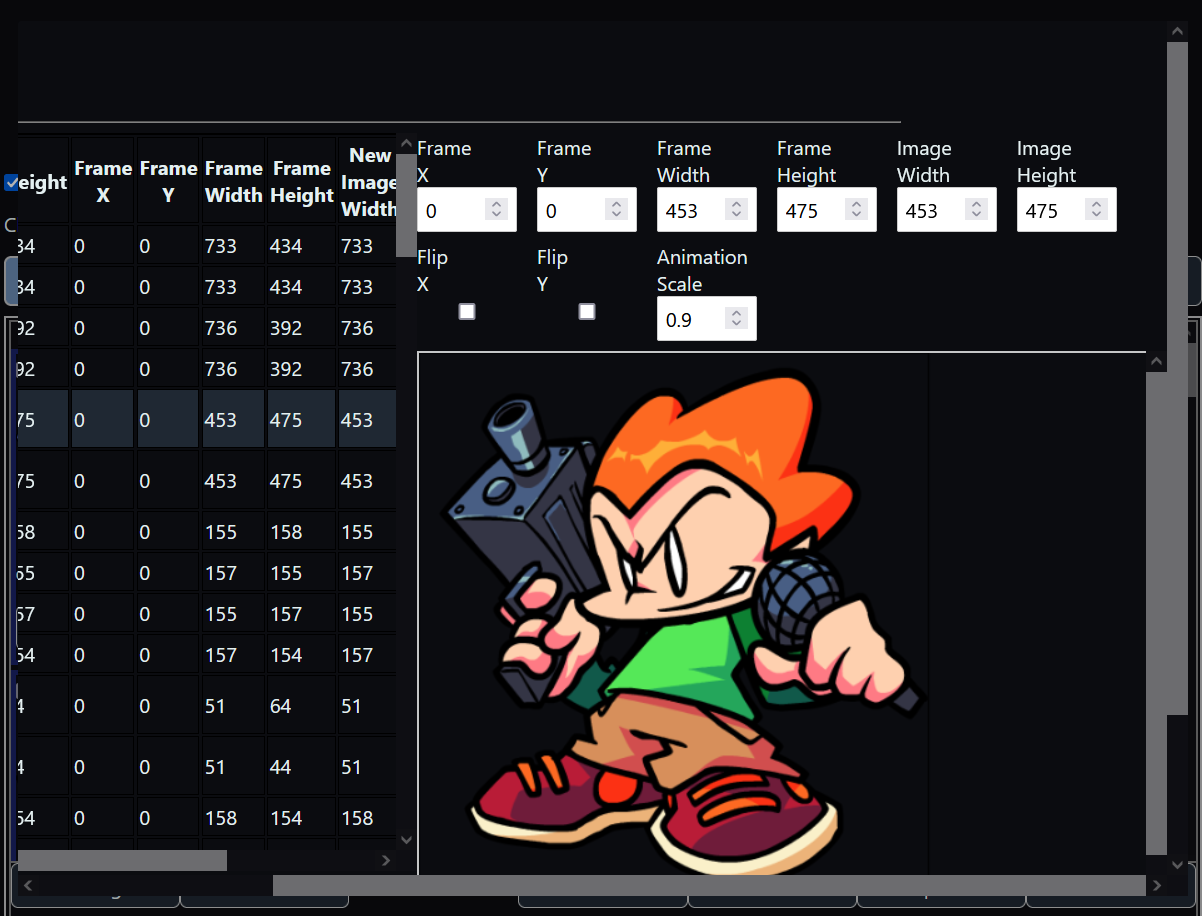 Frame Frame Frame Frame Image Image
X Y Width Height Width Height
0 0 453 475 453 475
Flip Flip Animation
X Y Scale
0.9
eight Frame X Frame Y Frame Width Frame Height New Image Width
34 0 0 733 434 733
34 0 0 733 434 733
92 0 0 736 392 736
92 0 0 736 392 736
75 0 0 453 475 453
75 0 0 453 475 453
58 0 0 155 158 155
55 0 0 157 155 157
57 0 0 155 157 155
54 0 0 157 154 157
4 0 0 51 64 51
4 0 0 51 44 51
54 0 0 158 154 158